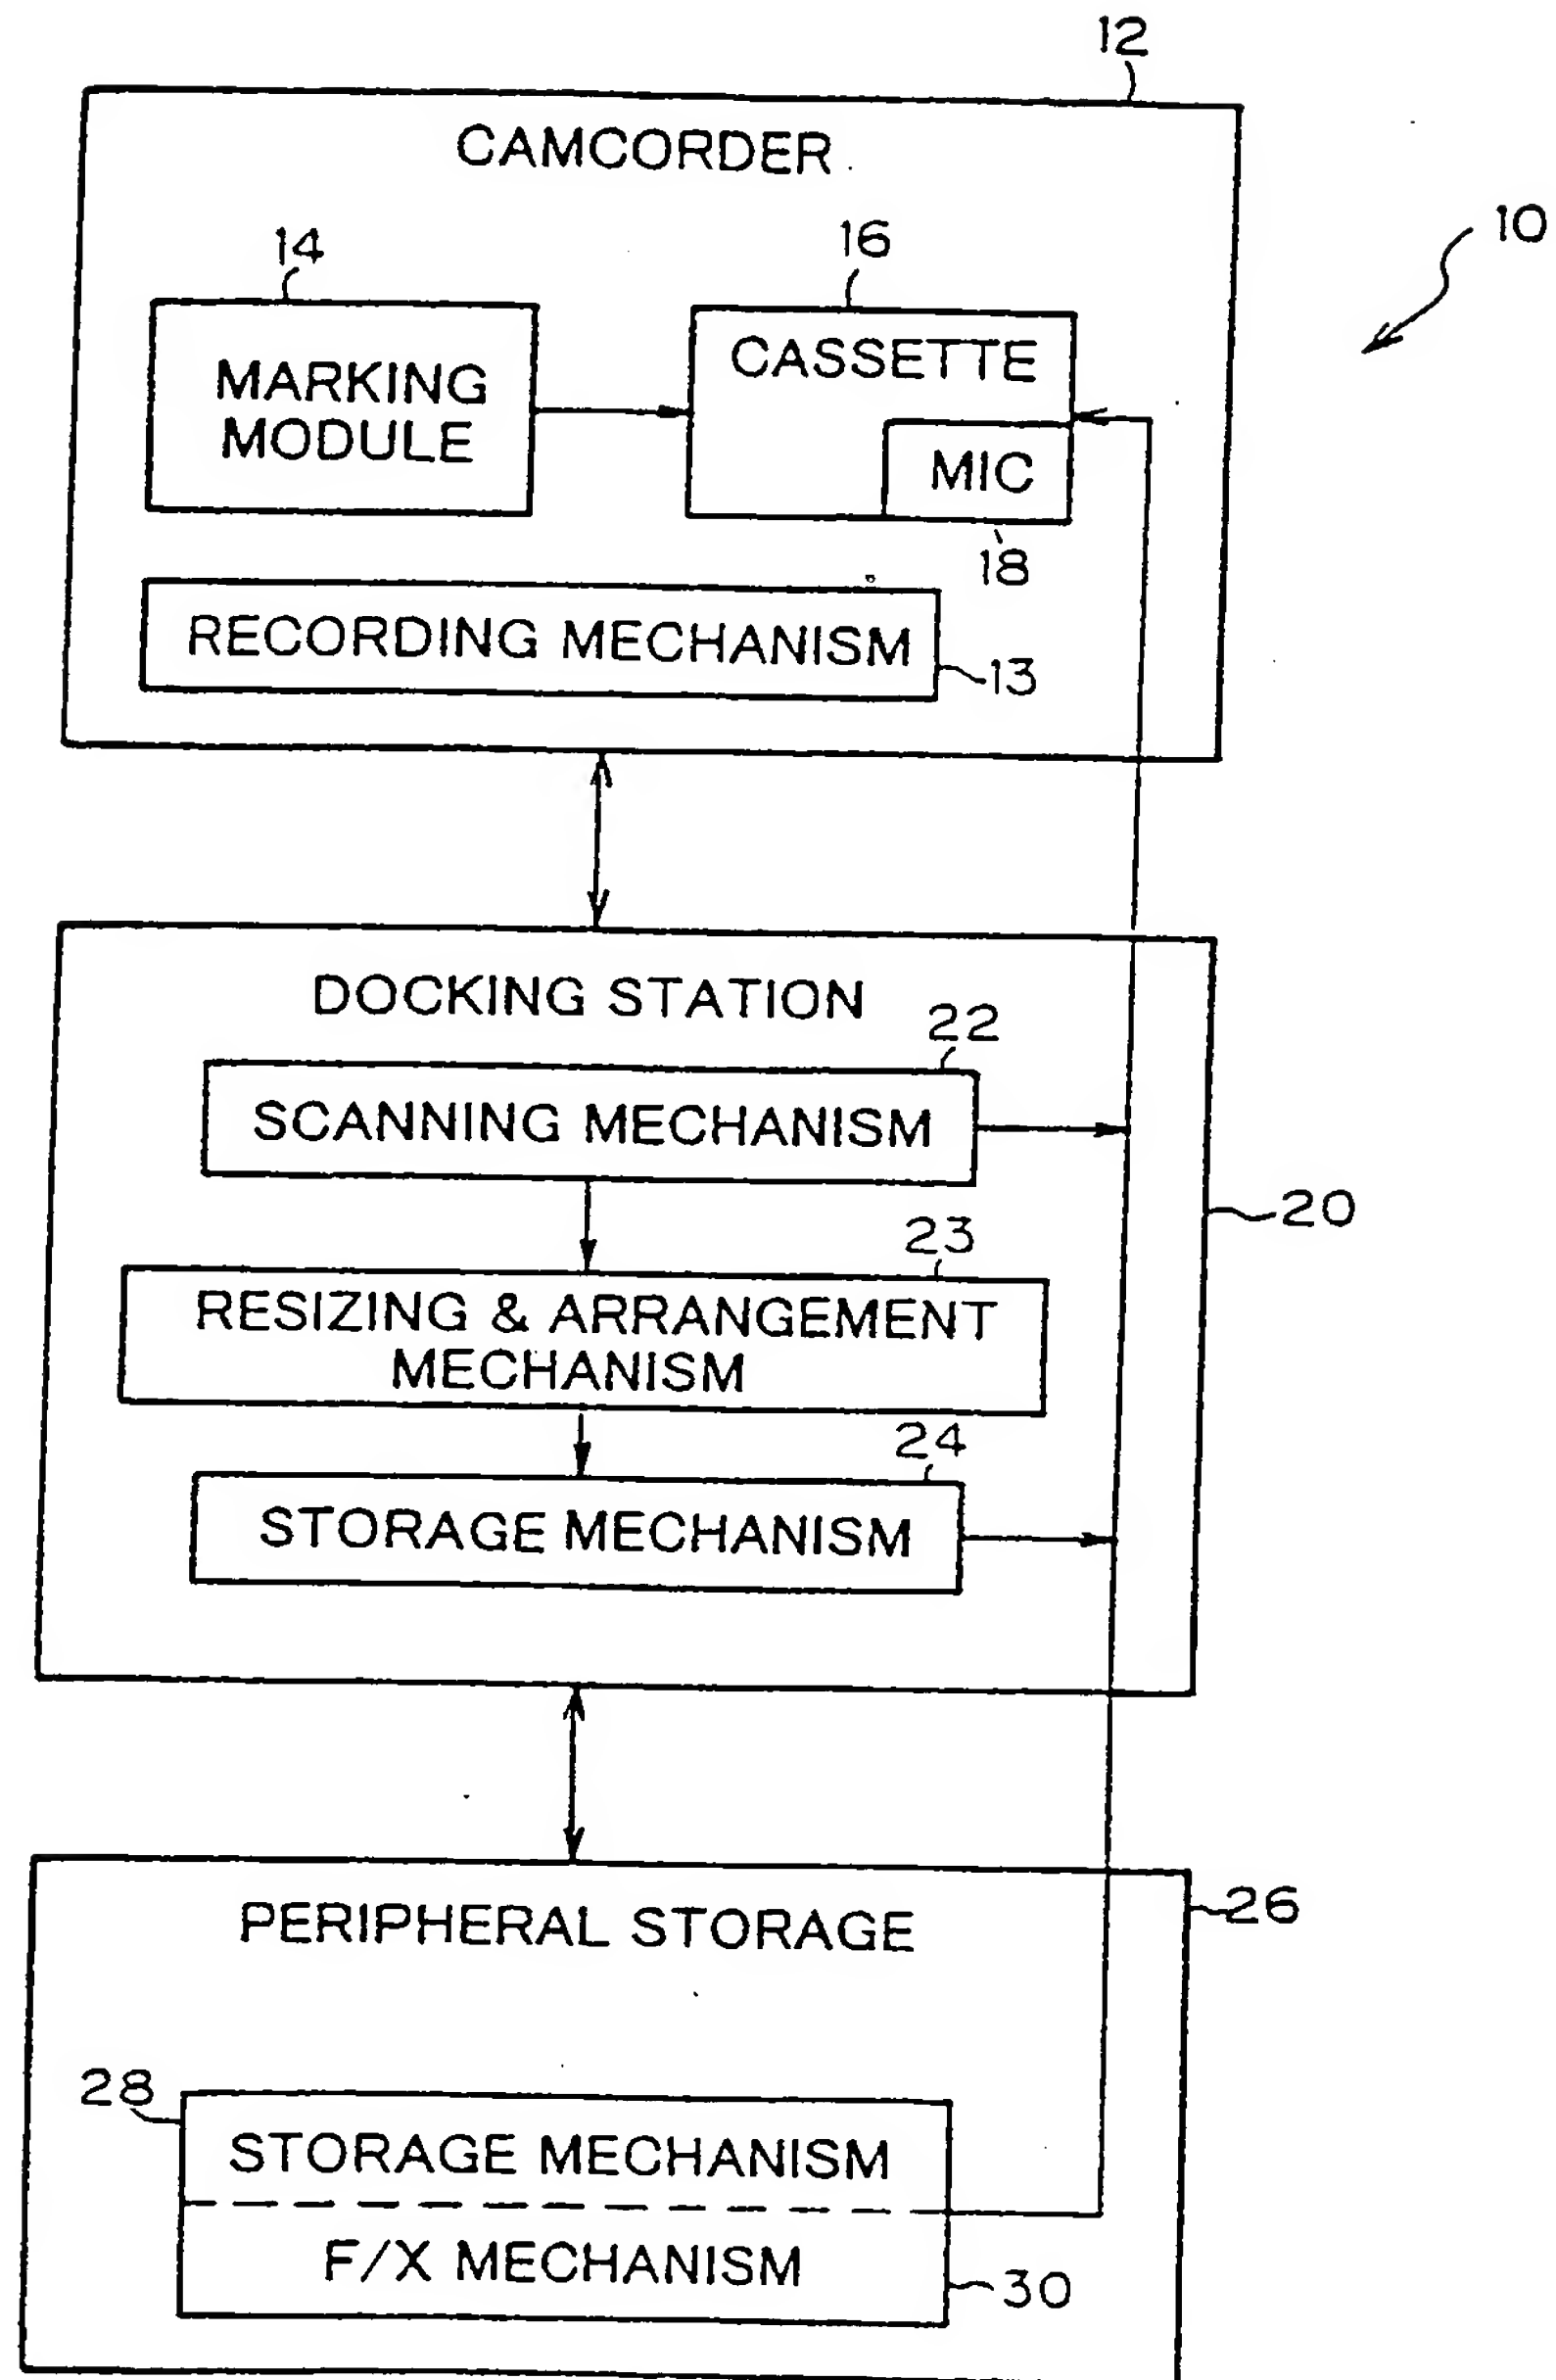 12
CAMCORDER
10
14
16
MARKING
MODULE
CASSETTE
MIC
18
RECORDING MECHANISM
13
DOCKING STATION
22
SCANNING MECHANISM
20
23
RESIZING & ARRANGEMENT
MECHANISM
24
STORAGE MECHANISM
PERIPHERAL STORAGE
26
28
STORAGE MECHANISM
F/X MECHANISM
30